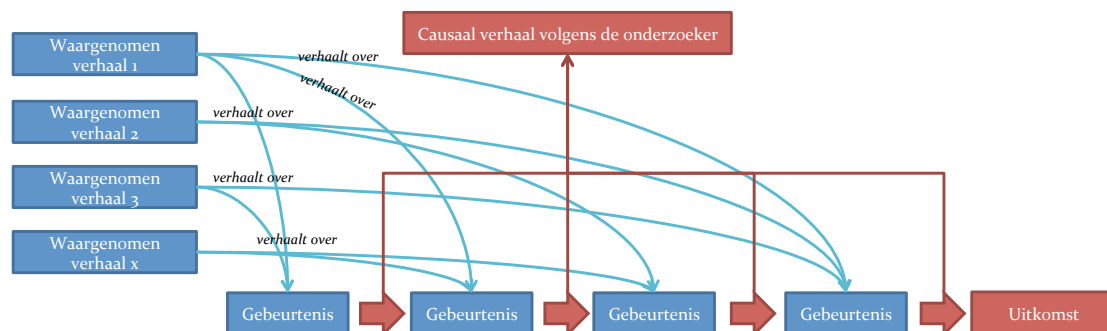 Causaal verhaal volgens de onderzoeker
Waargenomen
verhaal 1
verhaalt over
verhaalt over
Waargenomen
verhaal 2
verhaalt over
Waargenomen
verhaal 3
verhaalt over
Waargenomen
verhaal x
verhaalt over
Gebeurtenis
Gebeurtenis
Gebeurtenis
Gebeurtenis
Uitkomst